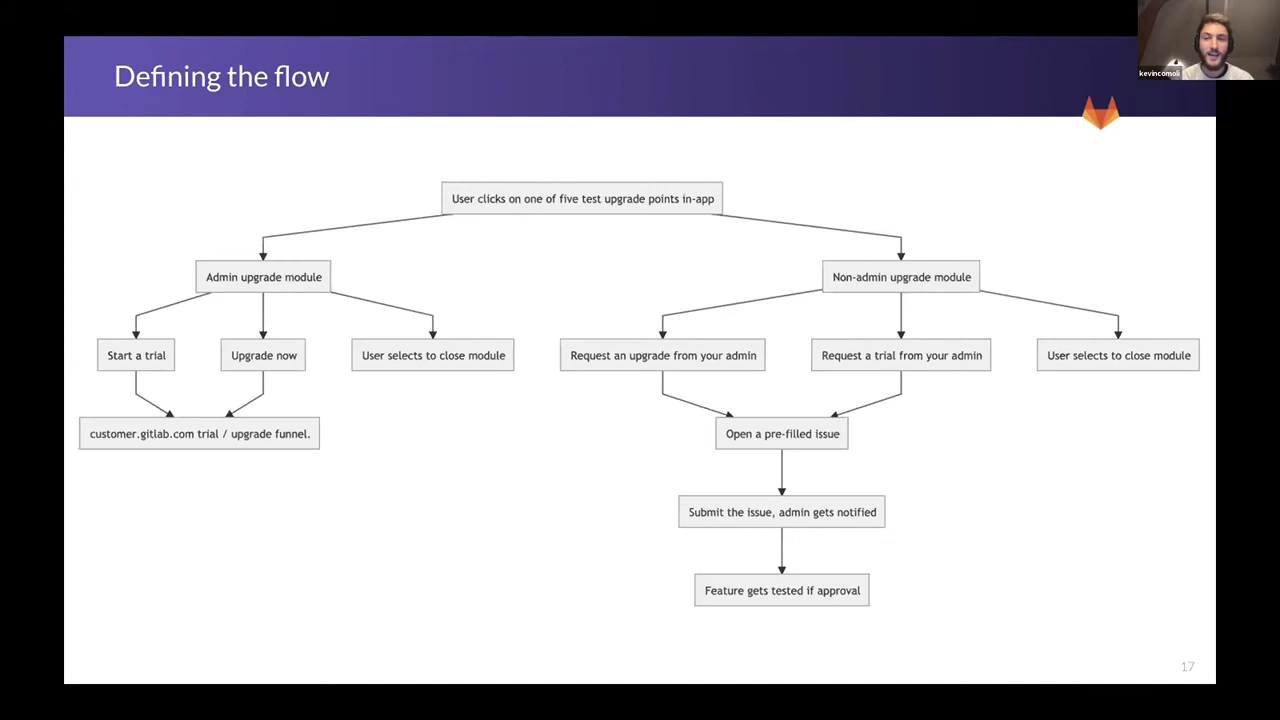 Defining the flow
kevincomoli
User clicks on one of five test upgrade points in-app
Admin upgrade module
Non-admin upgrade module
Start a trial
Upgrade now
User selects to close module
Request an upgrade from your admin
Request a trial from your admin
User selects to close module
customer.gitlab.com trial / upgrade funnel.
Open a pre-filled issue
Submit the issue, admin gets notified
Feature gets tested if approval
17